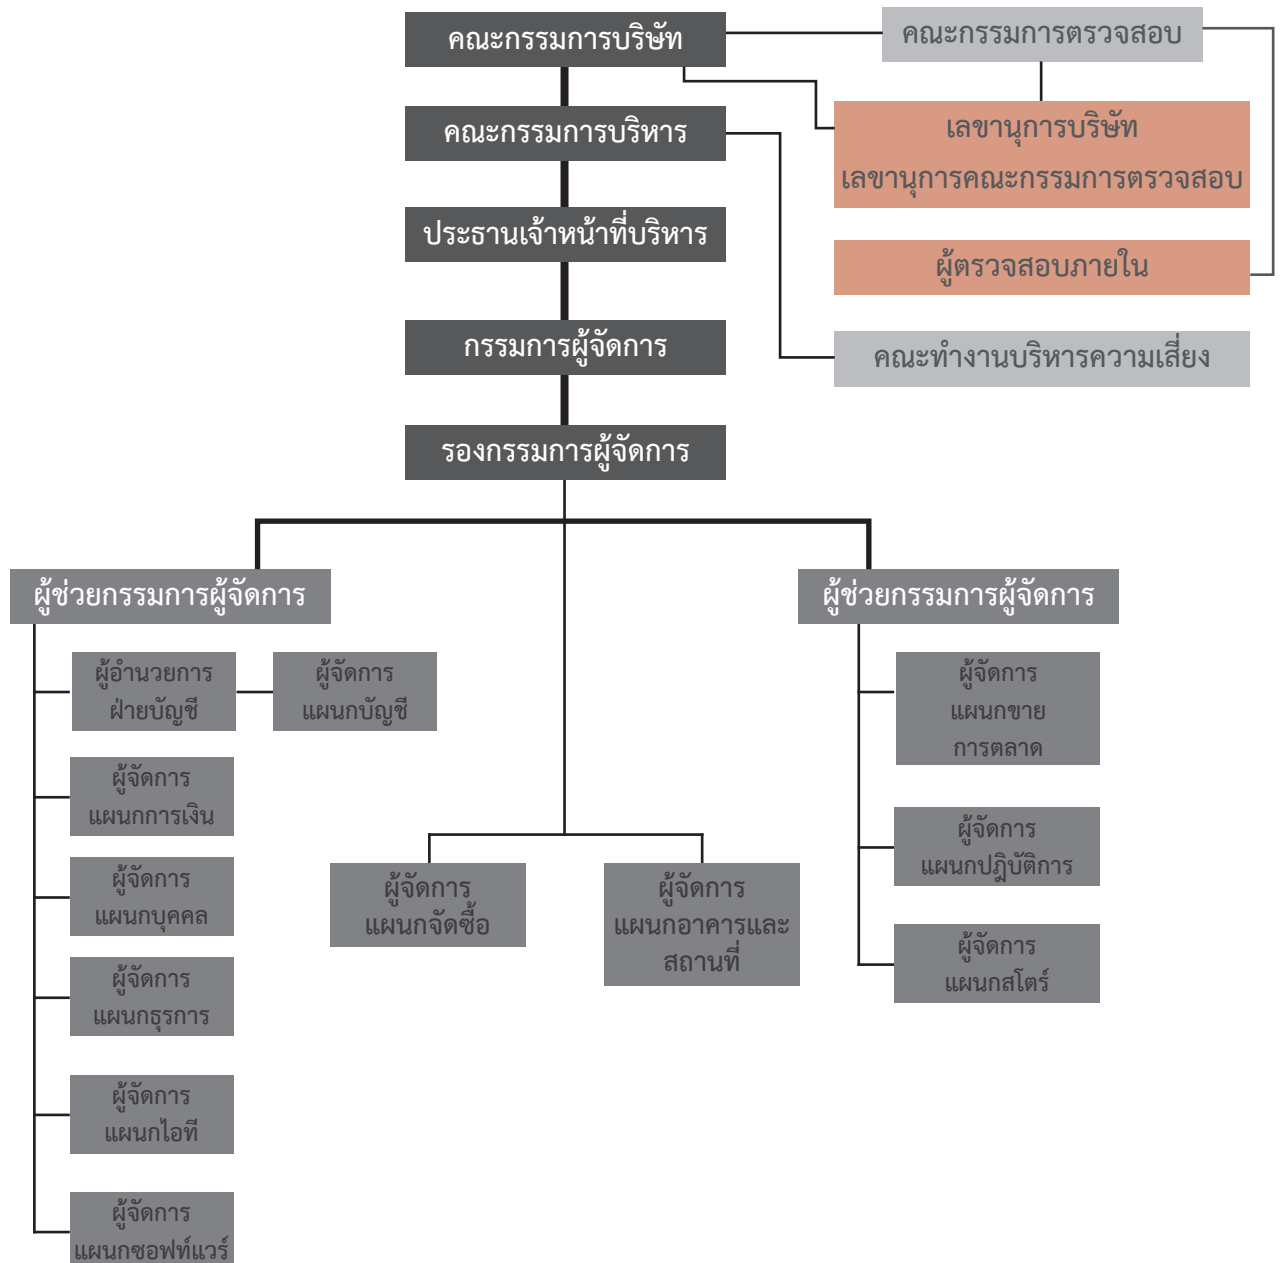 คณะกรรมการบริษัท
คณะกรรมการตรวจสอบ
คณะกรรมการบริหาร
เลขานุการบริษัท
เลขานุการคณะกรรมการตรวจสอบ
ประธานเจ้าหน้าที่บริหาร
ผู้ตรวจสอบภายใน
กรรมการผู้จัดการ
คณะทำงานบริหารความเสี่ยง
รองกรรมการผู้จัดการ
ผู้ช่วยกรรมการผู้จัดการ
ผู้ช่วยกรรมการผู้จัดการ
ผู้อำนวยการ
ฝ่ายบัญชี
ผู้จัดการ
แผนกบัญชี
ผู้จัดการ
แผนกการเงิน
ผู้จัดการ
แผนกบุคคล
ผู้จัดการ
แผนกธุรการ
ผู้จัดการ
แผนกไอที
ผู้จัดการ
แผนกซอฟท์แวร์
ผู้จัดการ
แผนกจัดซื้อ
ผู้จัดการ
แผนกอาคารและ
สถานที่
ผู้จัดการ
แผนกขาย
การตลาด
ผู้จัดการ
แผนกปฎิบัติการ
ผู้จัดการ
แผนกสโตร์